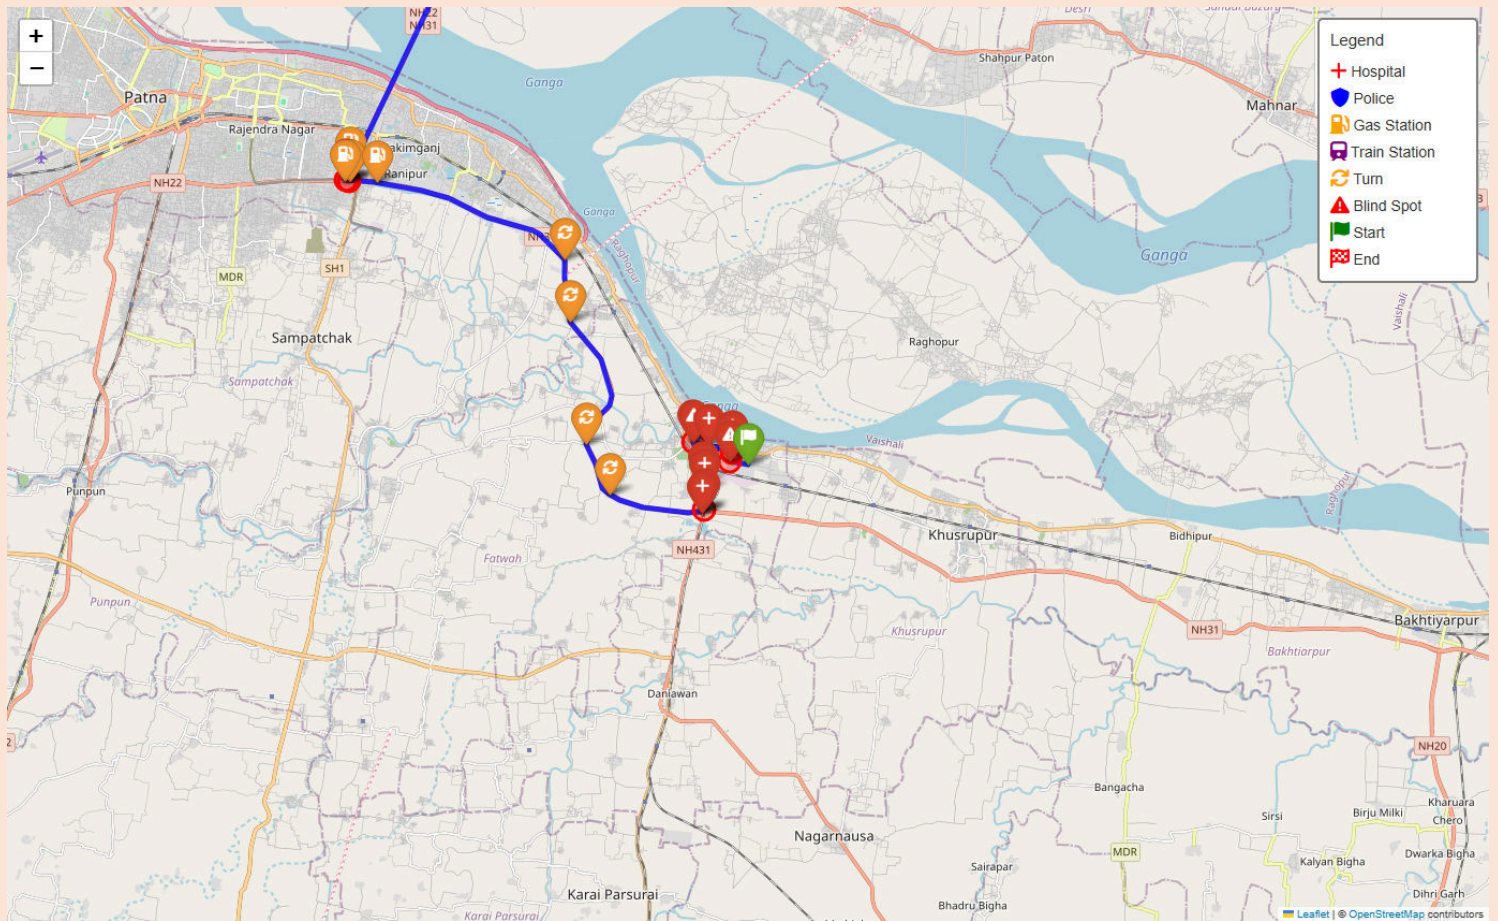 +
−
Legend
Hospital
Police
Gas Station
Train Station
Turn
Blind Spot
Start
End
NH22
NH31
Desri
Shahpur Paton
Ganga
Patna
Mahnar
Rajendra Nagar
akimganj
Ranipur
NH22
Ganga
NH3
Raghopur
Ganga
MDR
SH1
Vaishali
Sampatchak
Raghopur
Sampatchak
Ganga
Vaishali
Punpun
Raghopur
Khusrupur
Bidhipur
NH431
Fatwah
Punpun
Khusrupur
NH31
Bakhtiyarpur
Bakhtiarpur
Daniawan
2
NH20
Bangacha
Kharuara
Chero
Sirsi
Birju Milki
Nagarnausa
MDR
Kalyan Bigha
Dwarka Bigha
Sairapar
Karai Parsurai
Dihri Garh
Bhadru Bigha
Karai Parsurai
Leaflet | © OpenStreetMap contributors